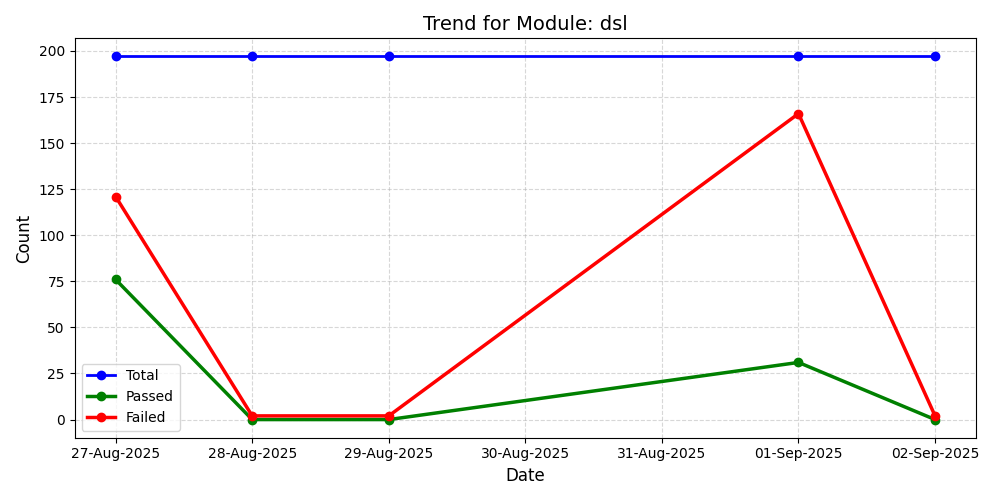 Trend for Module: dsl
Count
200
175
150
125
100
75
50
25
0
Total
Passed
Failed
27-Aug-2025 28-Aug-2025 29-Aug-2025 30-Aug-2025 31-Aug-2025 01-Sep-2025 02-Sep-2025
Date